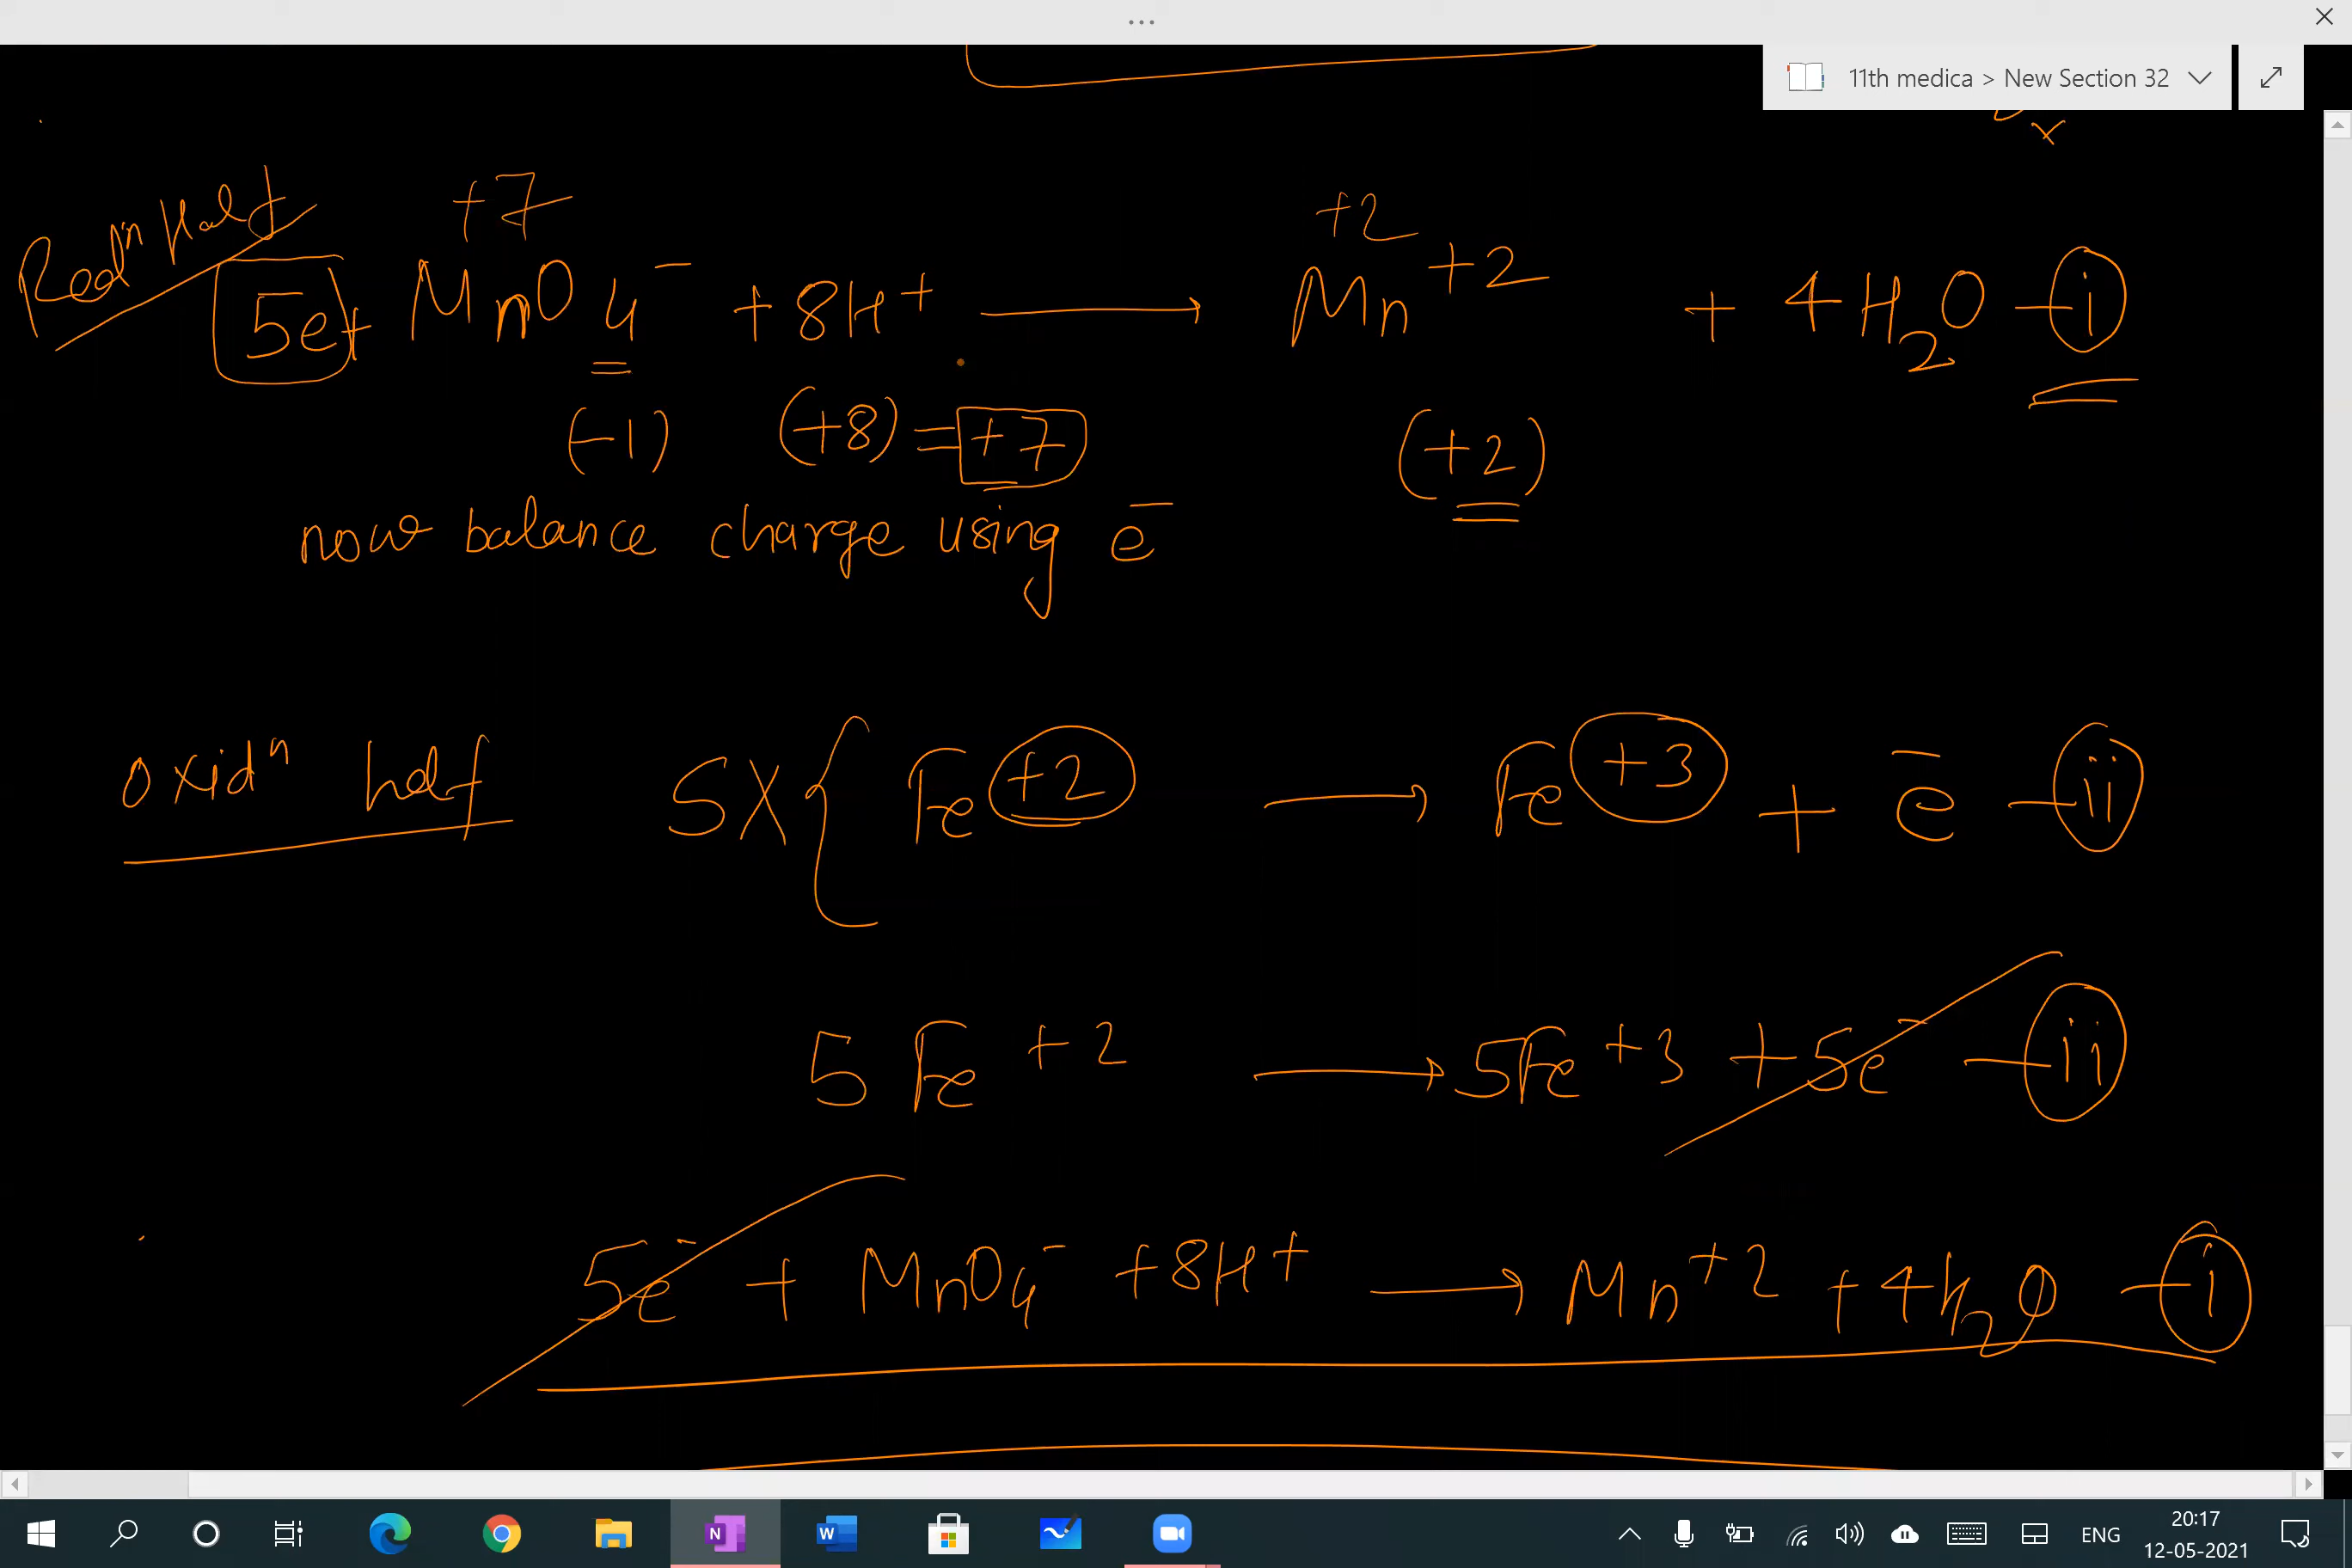 11th medica > New Section 32
x
Redⁿ Half
+7 +2
5e + MnO4⁻ + 8H⁺ ⟶ Mn⁺² + 4H₂O – i
(-1) (+8) = +7 (+2)
now balance charge using e⁻
Oxidⁿ half 5X { Fe⁺² ⟶ Fe⁺³ + e⁻ – ii
5Fe⁺² ⟶ 5Fe⁺³ + 5e⁻ – ii
5e⁻ + MnO4⁻ + 8H⁺ ⟶ Mn⁺² + 4H₂O – i
N
W
ENG
20:17
12-05-2021